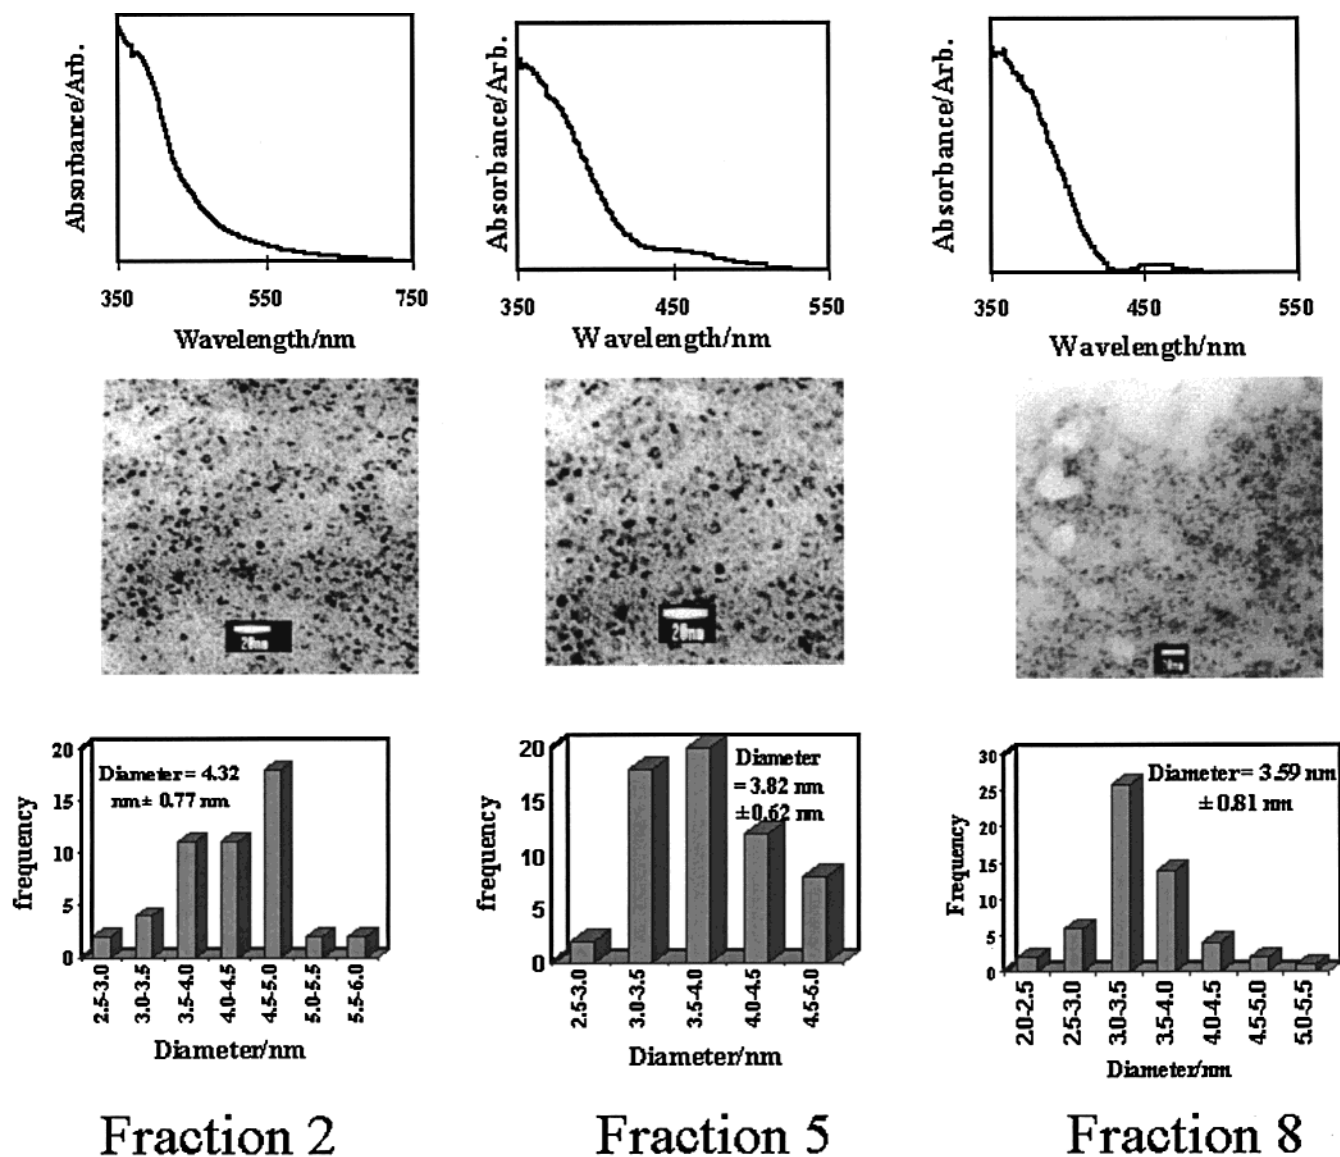 Absorbance/Arb.
350 550 750
Wavelength/nm
Absorbance/Arb.
350 450 550
Wavelength/nm
Absorbance/Arb.
350 450 550
Wavelength/nm
20nm
20nm
frequency
20
15
10
5
0
Diameter = 4.32
nm ± 0.77 nm
2.5-3.0 3.0-3.5 3.5-4.0 4.0-4.5 4.5-5.0 5.0-5.5 5.5-6.0
Diameter/nm
frequency
20
15
10
5
0
Diameter
= 3.82 nm
± 0.62 nm
2.5-3.0 3.0-3.5 3.5-4.0 4.0-4.5 4.5-5.0
Diameter/nm
Frequency
30
25
20
15
10
5
0
Diameter = 3.59 nm
± 0.81 nm
2.0-2.5 2.5-3.0 3.0-3.5 3.5-4.0 4.0-4.5 4.5-5.0 5.0-5.5
Diameter/nm
Fraction 2
Fraction 5
Fraction 8